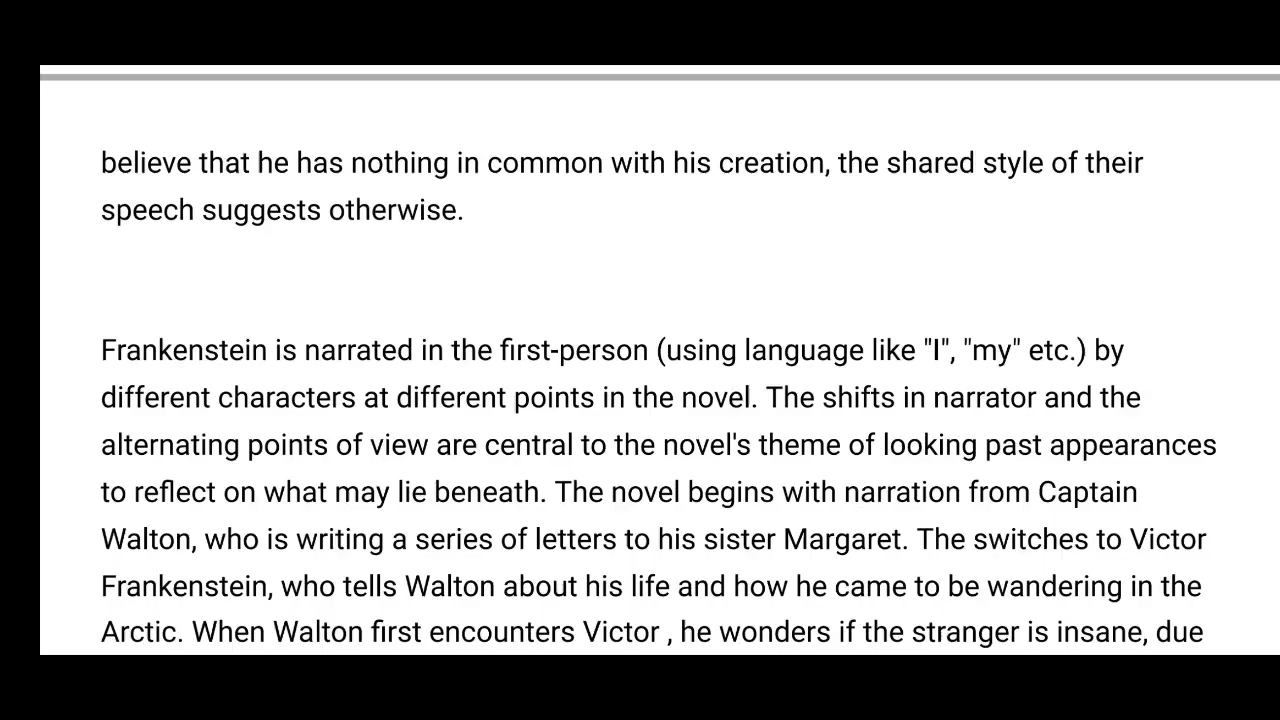 believe that he has nothing in common with his creation, the shared style of their
speech suggests otherwise.
Frankenstein is narrated in the first-person (using language like "I", "my" etc.) by
different characters at different points in the novel. The shifts in narrator and the
alternating points of view are central to the novel's theme of looking past appearances
to reflect on what may lie beneath. The novel begins with narration from Captain
Walton, who is writing a series of letters to his sister Margaret. The switches to Victor
Frankenstein, who tells Walton about his life and how he came to be wandering in the
Arctic. When Walton first encounters Victor , he wonders if the stranger is insane, due